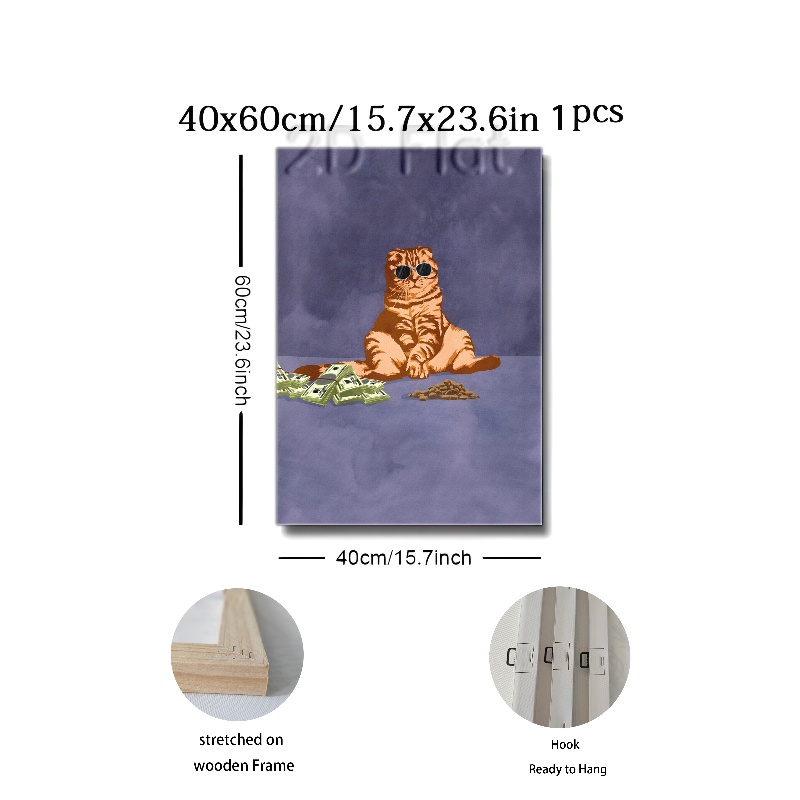 40x60cm/15.7x23.6in 1pcs
2D Flat
60cm/23.6inch
40cm/15.7inch
stretched on
wooden Frame
Hook
Ready to Hang